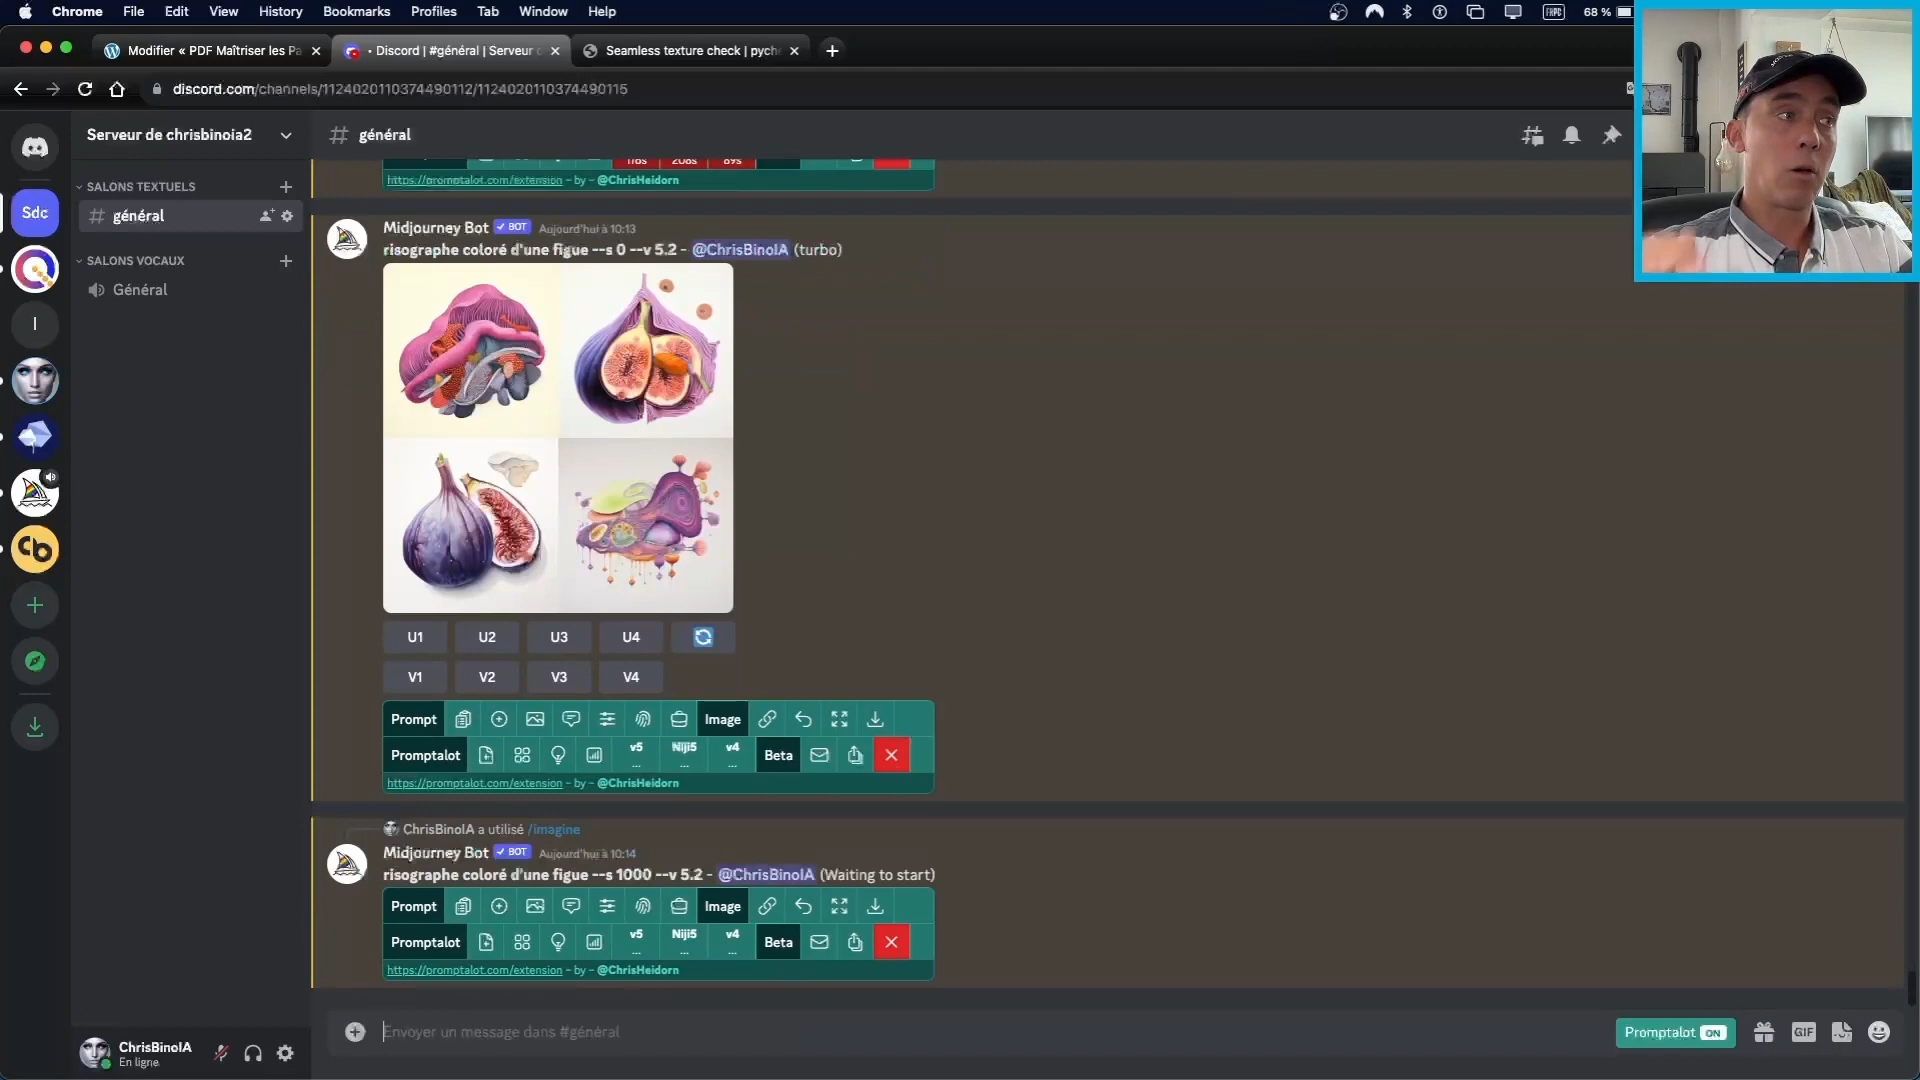 Chrome File Edit View History Bookmarks Profiles Tab Window Help 68 %
Modifier « PDF Maîtriser les Pa
• Discord | #général | Serveur
Seamless texture check | pych
discord.com/channels/1124020110374490112/1124020110374490115
Serveur de chrisbinoia2
général
116s 208s 89s
https://promptalot.com/extension - by - @ChrisHeidorn
SALONS TEXTUELS
général
Sdc
SALONS VOCAUX
Général
I
Midjourney Bot BOT Aujourd'hui à 10:13
risographe coloré d'une figue --s 0 --v 5.2 - @ChrisBinoIA (turbo)
U1 U2 U3 U4
V1 V2 V3 V4
Prompt Image
Promptalot v5 ... Niji5 ... v4 ... Beta
https://promptalot.com/extension - by - @ChrisHeidorn
ChrisBinoIA a utilisé /imagine
Midjourney Bot BOT Aujourd'hui à 10:14
risographe coloré d'une figue --s 1000 --v 5.2 - @ChrisBinoIA (Waiting to start)
Prompt Image
Promptalot v5 ... Niji5 ... v4 ... Beta
https://promptalot.com/extension - by - @ChrisHeidorn
Envoyer un message dans #général
Promptalot ON
GIF
ChrisBinoIA
En ligne